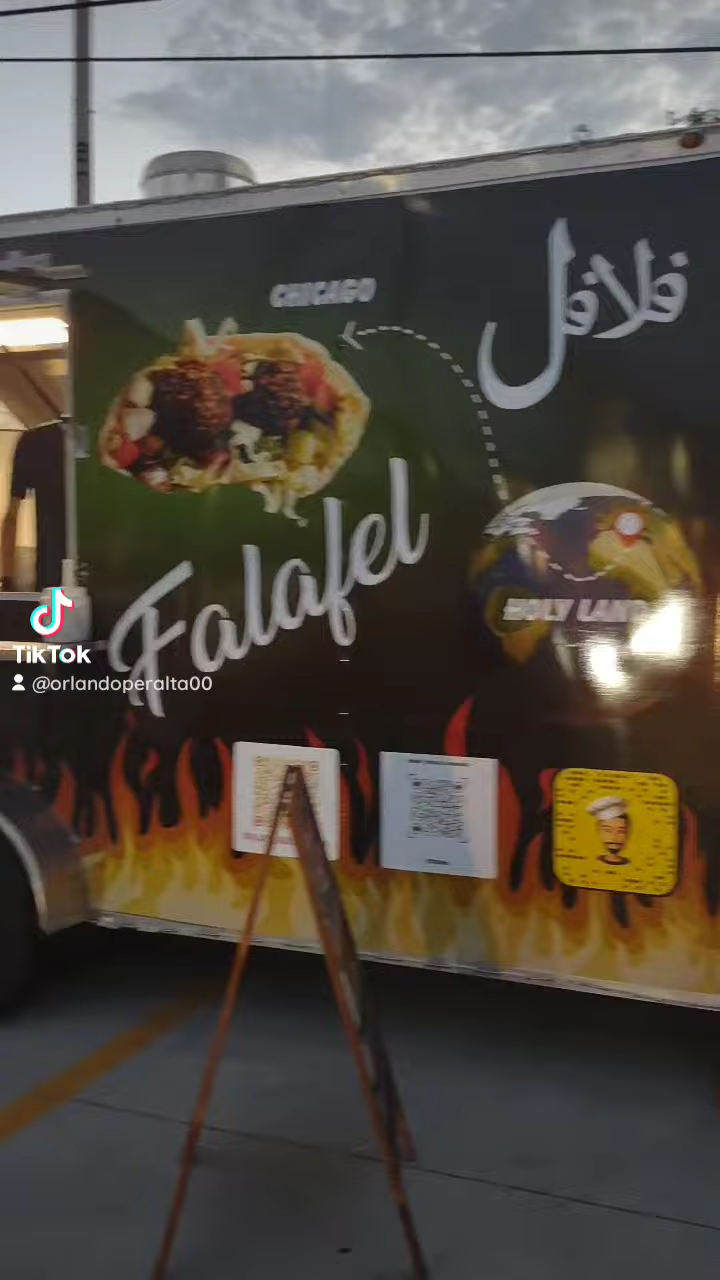 CHICAGO
فلافل
Falafel
HOLY LAND
TikTok
@orlandoperalta00